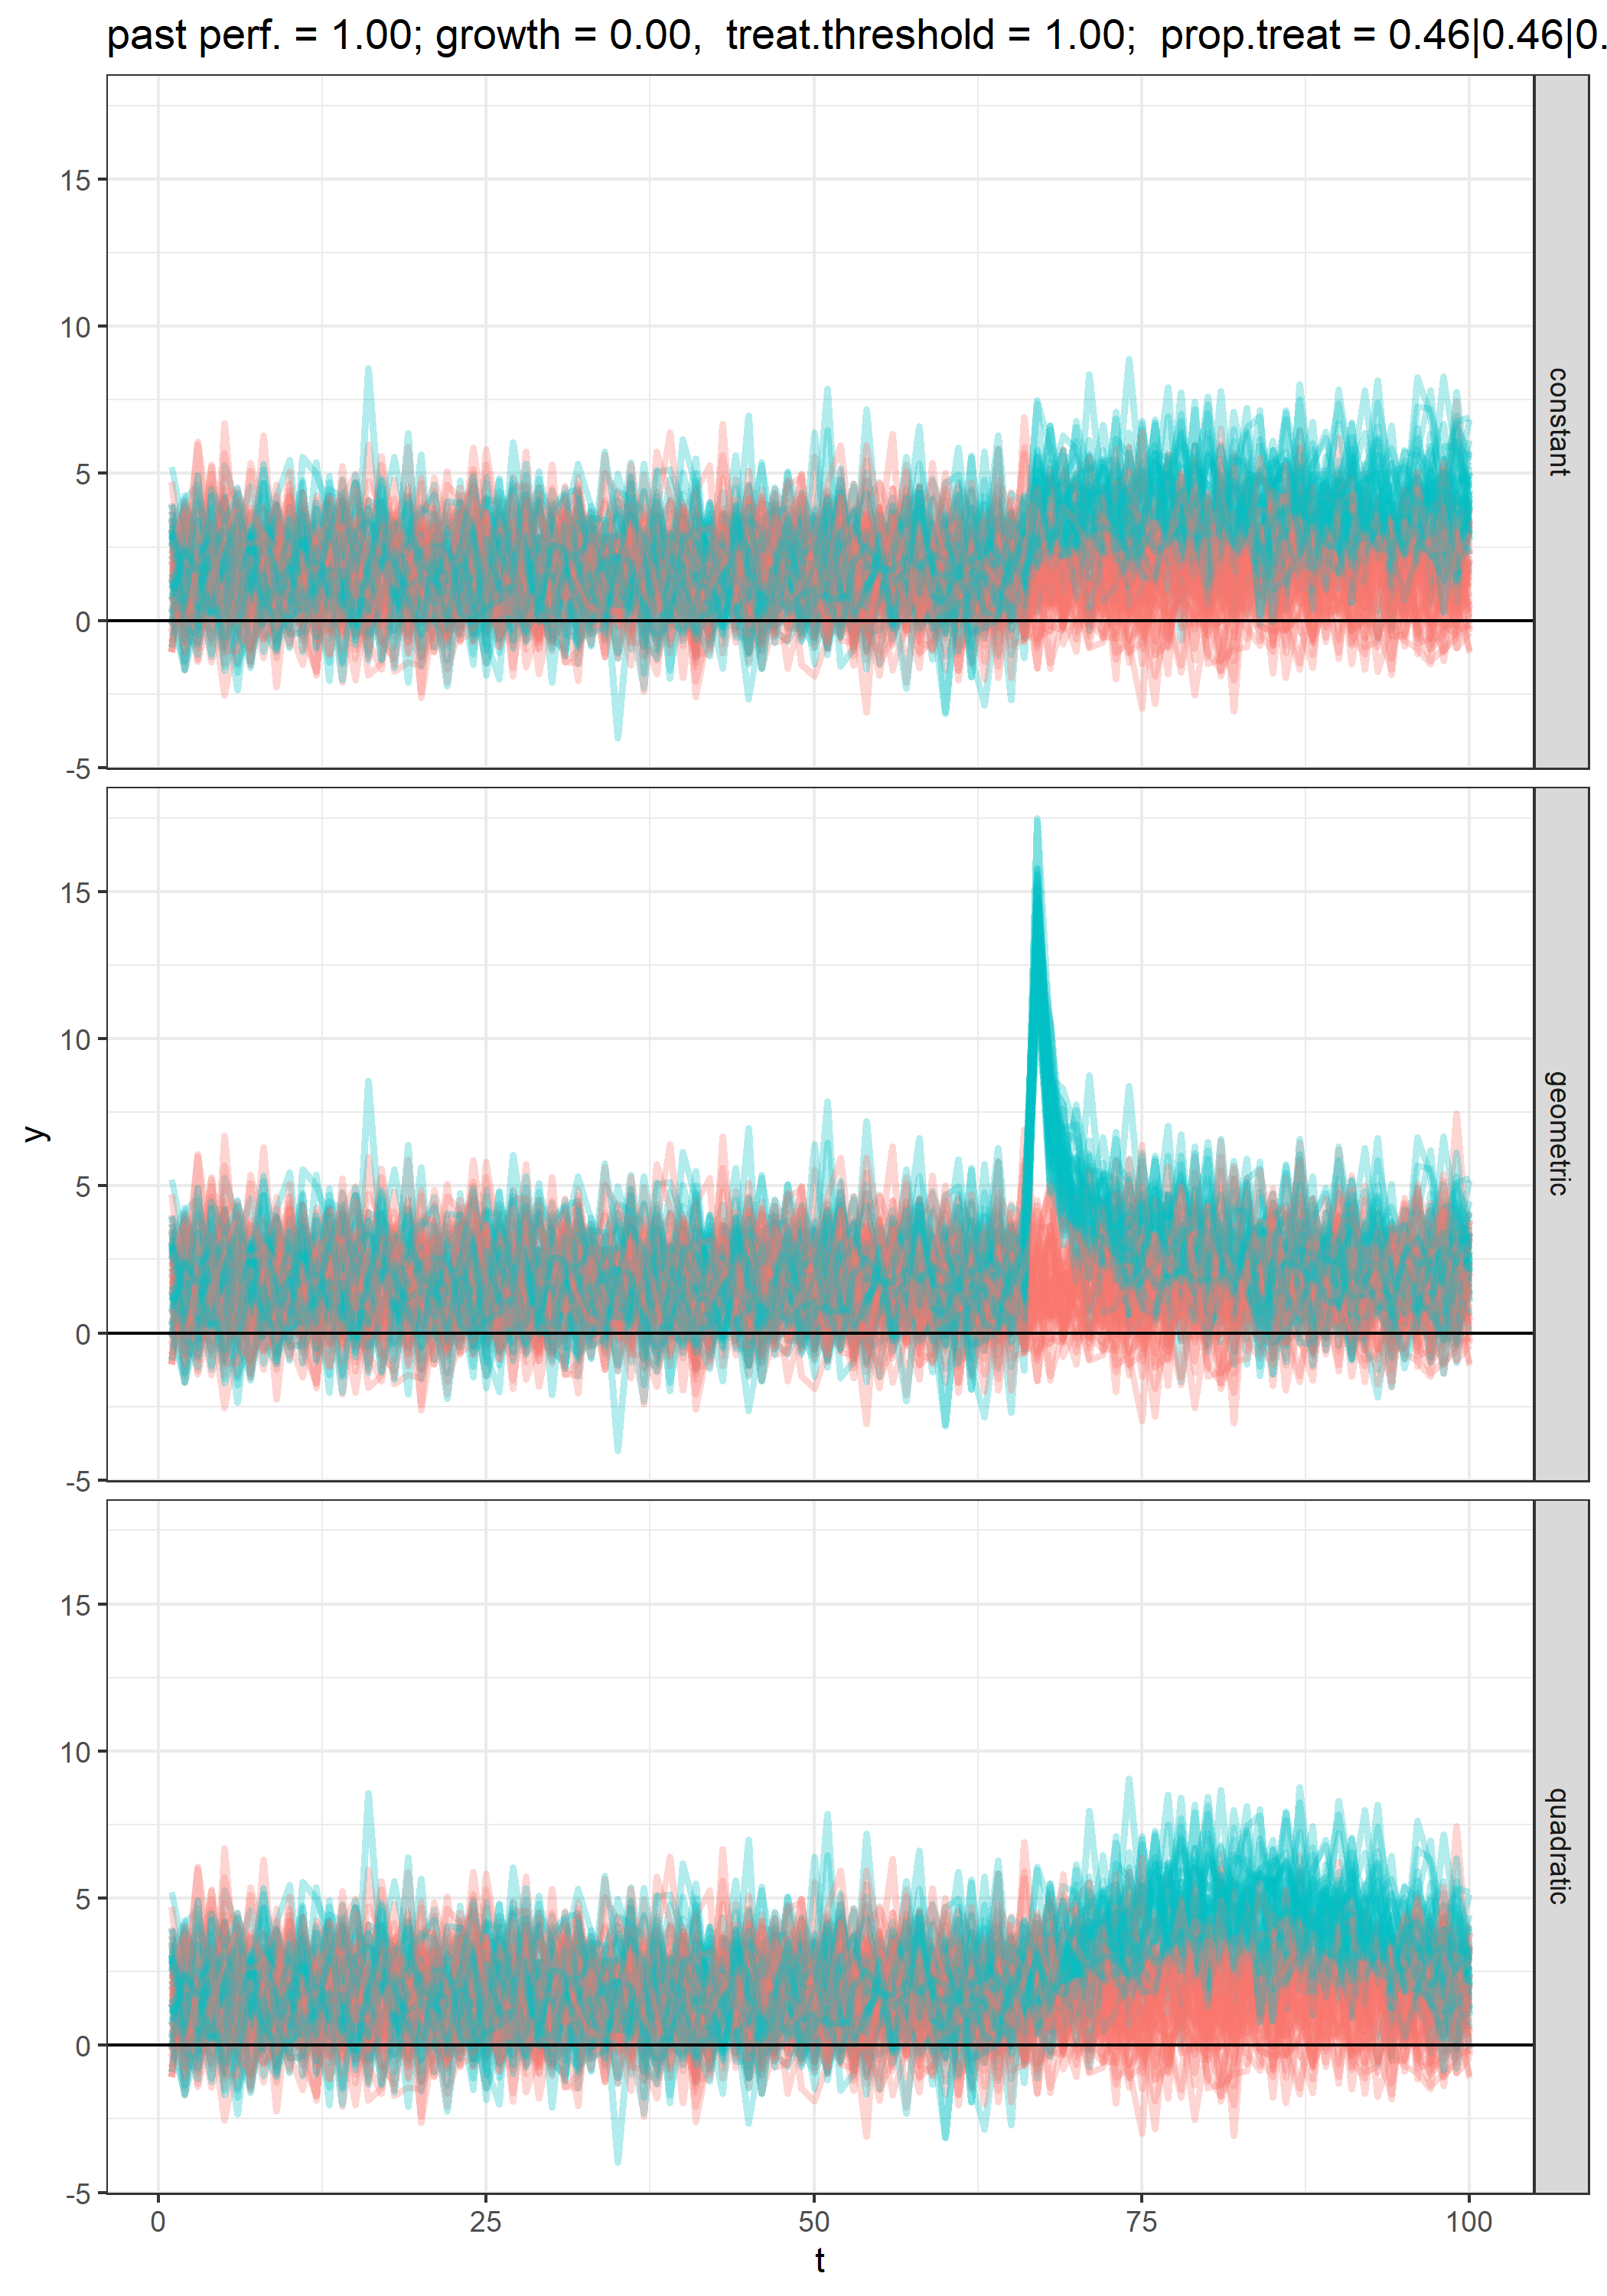 past perf. = 1.00; growth = 0.00,  treat.threshold = 1.00;  prop.treat = 0.46|0.46|0.
15
10
5
0
-5
constant
15
10
5
0
-5
geometric
y
15
10
5
0
-5
quadratic
0 25 50 75 100
t